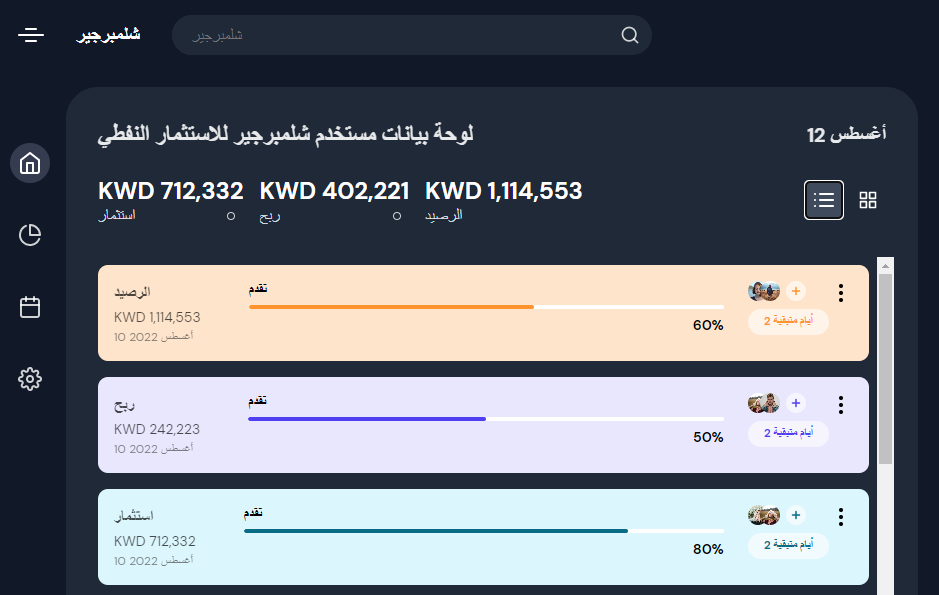 شلمبرجير
شلمبرجير
لوحة بيانات مستخدم شلمبرجير للاستثمار النفطي
أغسطس 12
KWD 712,332
استثمار
KWD 402,221
ربح
KWD 1,114,553
الرصيد
الرصيد
KWD 1,114,553
10 أغسطس 2022
تقدم
60%
+
2 أيام متبقية
ربح
KWD 242,223
10 أغسطس 2022
تقدم
50%
+
2 أيام متبقية
استثمار
KWD 712,332
10 أغسطس 2022
تقدم
80%
+
2 أيام متبقية